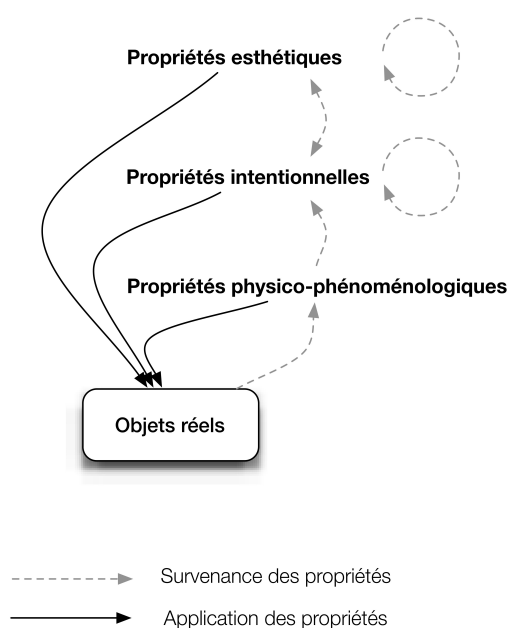 Propriétés esthétiques
Propriétés intentionnelles
Propriétés physico-phénoménologiques
Objets réels
Survenance des propriétés
Application des propriétés